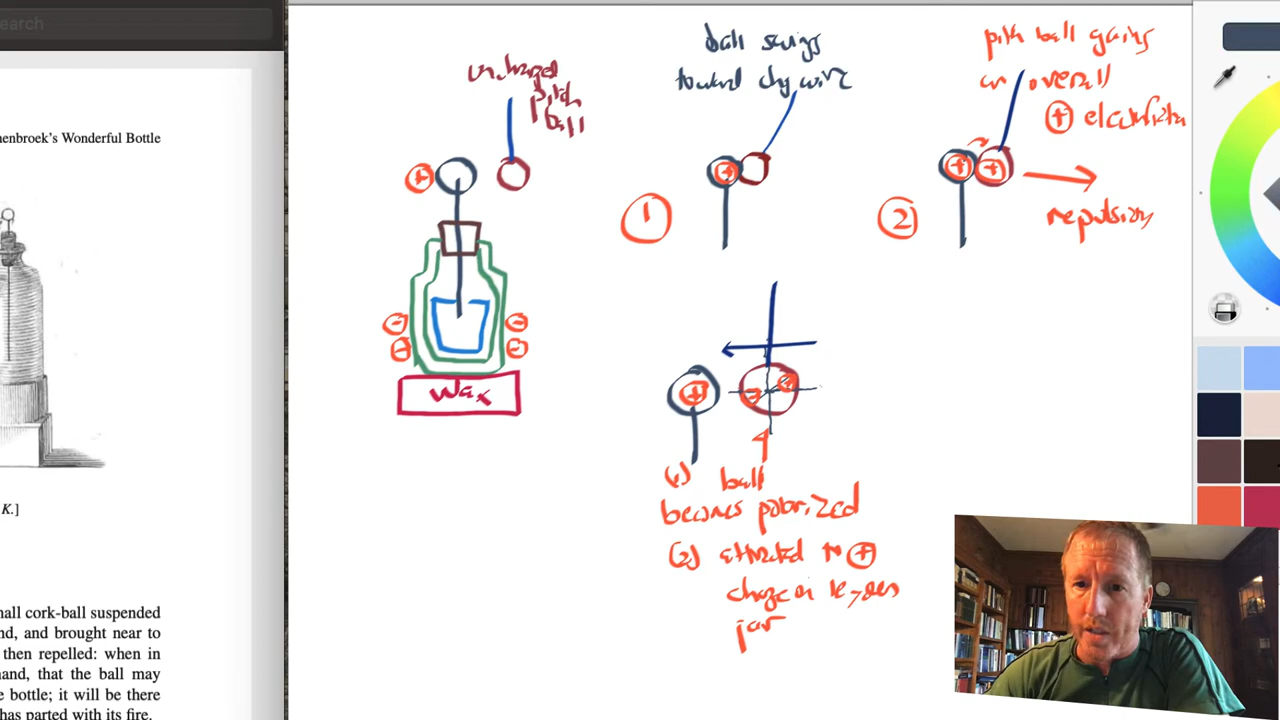 earch
nenbroek's Wonderful Bottle
K.]
nall cork-ball suspended
nd, and brought near to
then repelled: when in
hand, that the ball may
e bottle; it will be there
has parted with its fire.
uncharged
pith
ball
+
- -
- -
Wax
ball swings
toward chg wire
+
1
pith ball gains
an overall
+
+ +
2
repulsion
+ - +
(1) ball
becomes polarized
(2) attracted to +
charge on leyden
jar